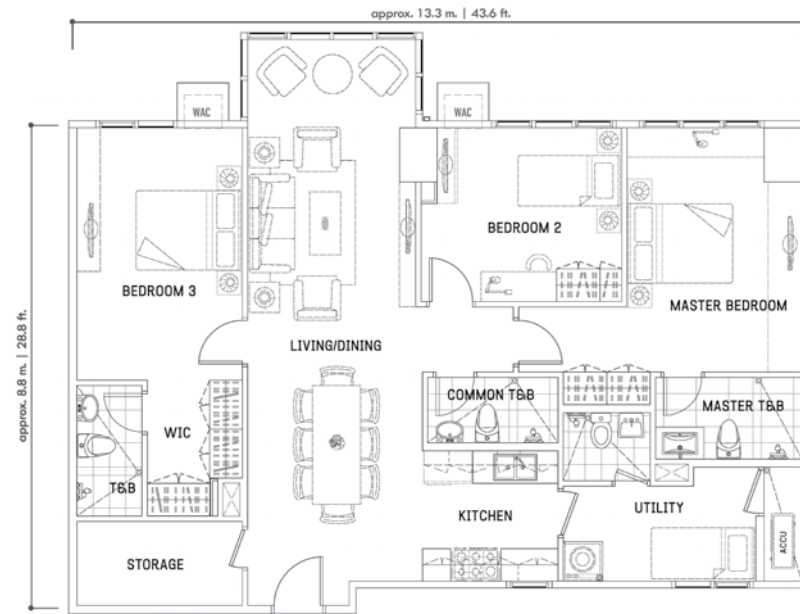 approx. 13.3 m. | 43.6 ft.
WAC
WAC
BEDROOM 2
BEDROOM 3
MASTER BEDROOM
approx. 8.8 m. | 28.8 ft.
LIVING/DINING
COMMON T&B
MASTER T&B
WIC
T&B
UTILITY
KITCHEN
ACCU
STORAGE